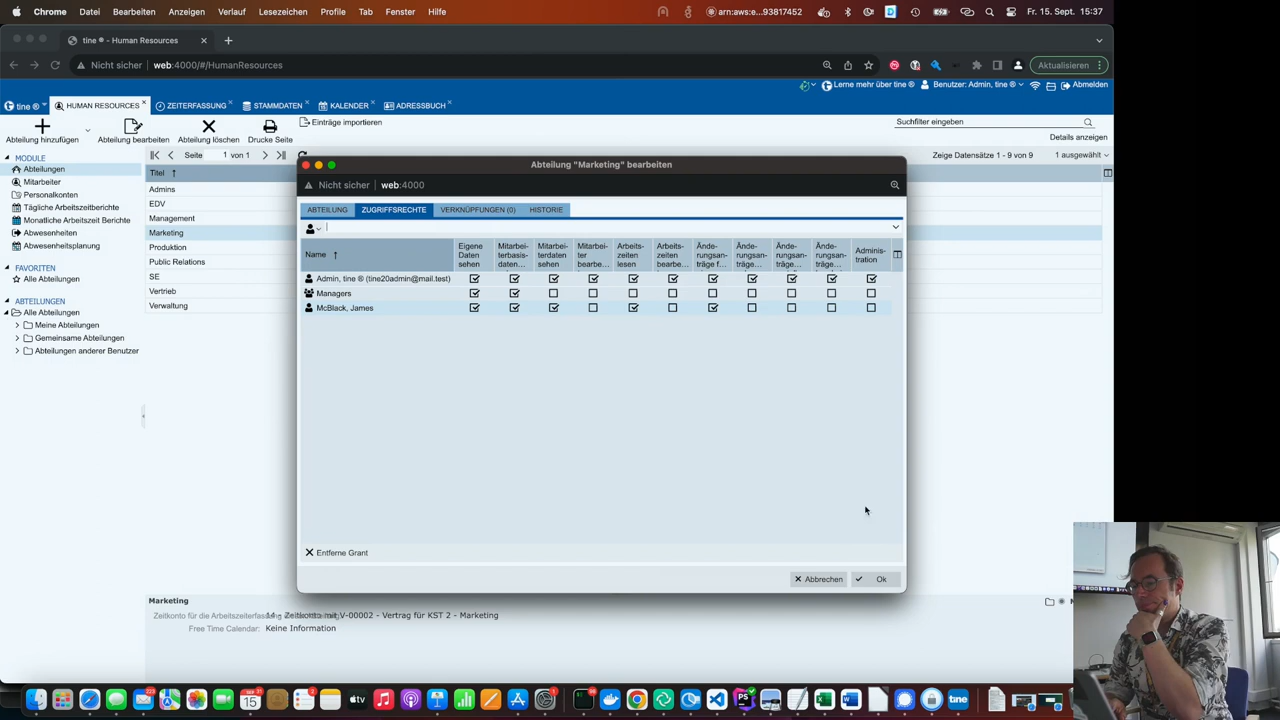 Chrome Datei Bearbeiten Anzeigen Verlauf Lesezeichen Profile Tab Fenster Hilfe arn:aws:e...93817452 Fr. 15. Sept. 15:37
tine ® - Human Resources
Nicht sicher web:4000/#/HumanResources Aktualisieren
Lerne mehr über tine ® Benutzer: Admin, tine ® Abmelden
tine ® HUMAN RESOURCES ZEITERFASSUNG STAMMDATEN KALENDER ADRESSBUCH
Einträge importieren Suchfilter eingeben
Abteilung hinzufügen Abteilung bearbeiten Abteilung löschen Drucke Seite Details anzeigen
MODULE Seite 1 von 1 Zeige Datensätze 1 - 9 von 9 1 ausgewählt
Abteilungen
Mitarbeiter
Personalkonten
Tägliche Arbeitszeitberichte
Monatliche Arbeitszeit Berichte
Abwesenheiten
Abwesenheitsplanung
FAVORITEN
Alle Abteilungen
ABTEILUNGEN
Alle Abteilungen
Meine Abteilungen
Gemeinsame Abteilungen
Abteilungen anderer Benutzer
Titel
Admins
EDV
Management
Marketing
Produktion
Public Relations
SE
Vertrieb
Verwaltung
Abteilung "Marketing" bearbeiten
Nicht sicher web:4000
ABTEILUNG ZUGRIFFSRECHTE VERKNÜPFUNGEN (0) HISTORIE
Name
Eigene Daten sehen
Mitarbei-terbasis-daten...
Mitarbei-terdaten sehen
Mitarbei-ter bearbe...
Arbeits-zeiten lesen
Arbeits-zeiten bearbe...
Ände-rungsan-träge f...
Ände-rungsan-träge...
Ände-rungsan-träge...
Ände-rungsan-träge...
Adminis-tration
Admin, tine ® (tine20admin@mail.test)
Managers
McBlack, James
Entferne Grant
Abbrechen Ok
Marketing
14 - Zeitkonto mit V-00002 - Vertrag für KST 2 - Marketing
Free Time Calendar: Keine Information